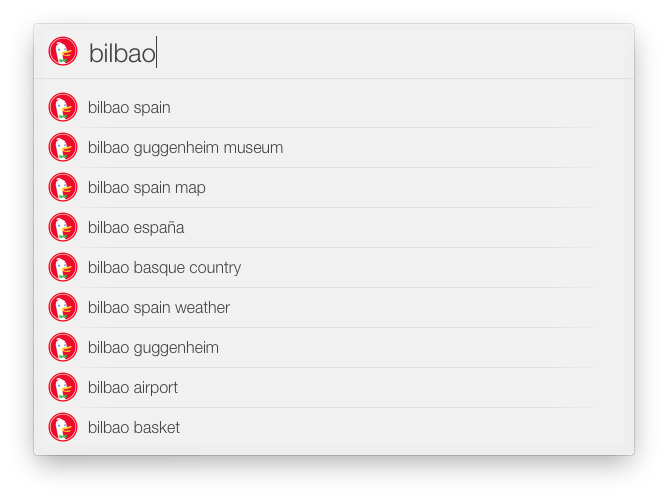 bilbao
bilbao spain
bilbao guggenheim museum
bilbao spain map
bilbao españa
bilbao basque country
bilbao spain weather
bilbao guggenheim
bilbao airport
bilbao basket